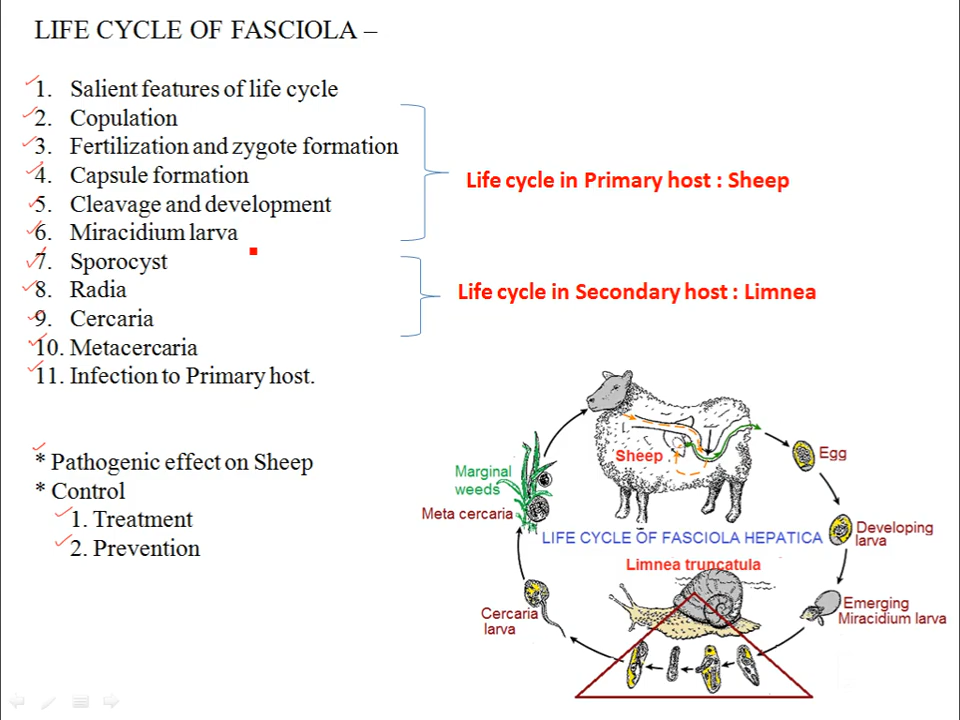 LIFE CYCLE OF FASCIOLA –
1. Salient features of life cycle
2. Copulation
3. Fertilization and zygote formation
4. Capsule formation
5. Cleavage and development
6. Miracidium larva
7. Sporocyst
8. Radia
9. Cercaria
10. Metacercaria
11. Infection to Primary host.
Life cycle in Primary host : Sheep
Life cycle in Secondary host : Limnea
* Pathogenic effect on Sheep
* Control
1. Treatment
2. Prevention
Sheep
Egg
Marginal
weeds
Meta cercaria
Developing
larva
LIFE CYCLE OF FASCIOLA HEPATICA
Limnea truncatula
Emerging
Miracidium larva
Cercaria
larva